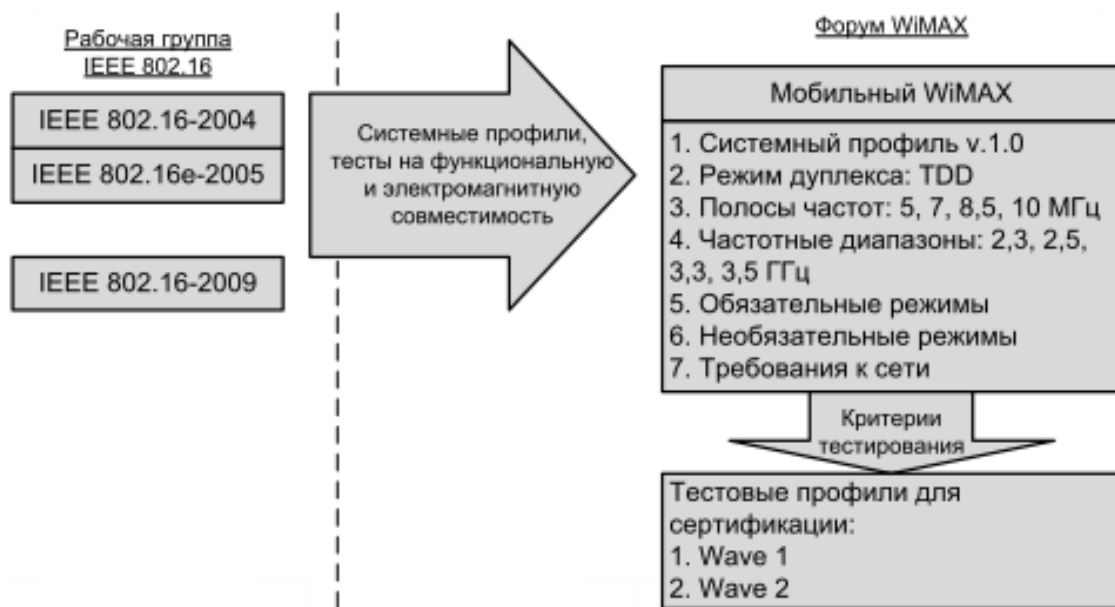 Рабочая группа
IEEE 802.16
IEEE 802.16-2004
IEEE 802.16e-2005
IEEE 802.16-2009
Системные профили,
тесты на функциональную
и электромагнитную
совместимость
Форум WiMAX
Мобильный WiMAX
1. Системный профиль v.1.0
2. Режим дуплекса: TDD
3. Полосы частот: 5, 7, 8,5, 10 МГц
4. Частотные диапазоны: 2,3, 2,5,
3,3, 3,5 ГГц
5. Обязательные режимы
6. Необязательные режимы
7. Требования к сети
Критерии
тестирования
Тестовые профили для
сертификации:
1. Wave 1
2. Wave 2